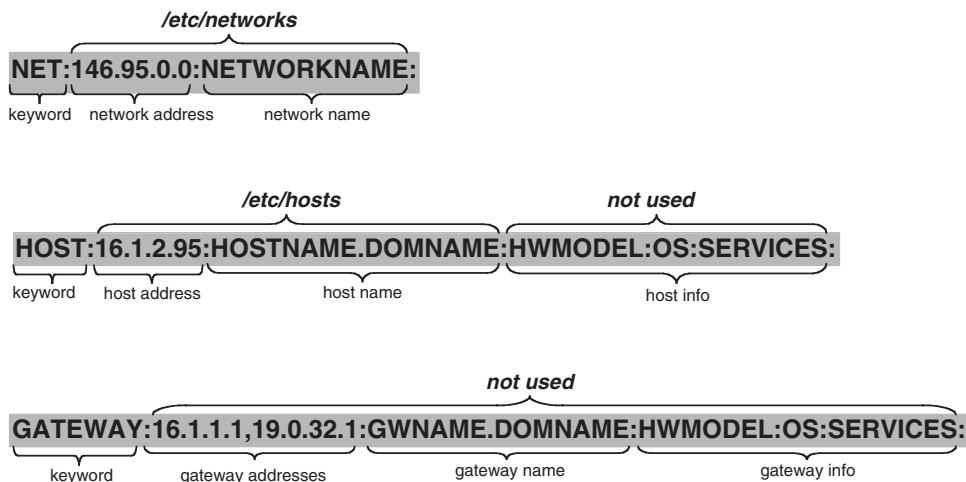 /etc/networks
NET:146.95.0.0:NETWORKNAME:
keyword network address network name
/etc/hosts not used
HOST:16.1.2.95:HOSTNAME.DOMNAME:HWMODEL:OS:SERVICES:
keyword host address host name host info
not used
GATEWAY:16.1.1.1,19.0.32.1:GWNAME.DOMNAME:HWMODEL:OS:SERVICES:
keyword gateway addresses gateway name gateway info